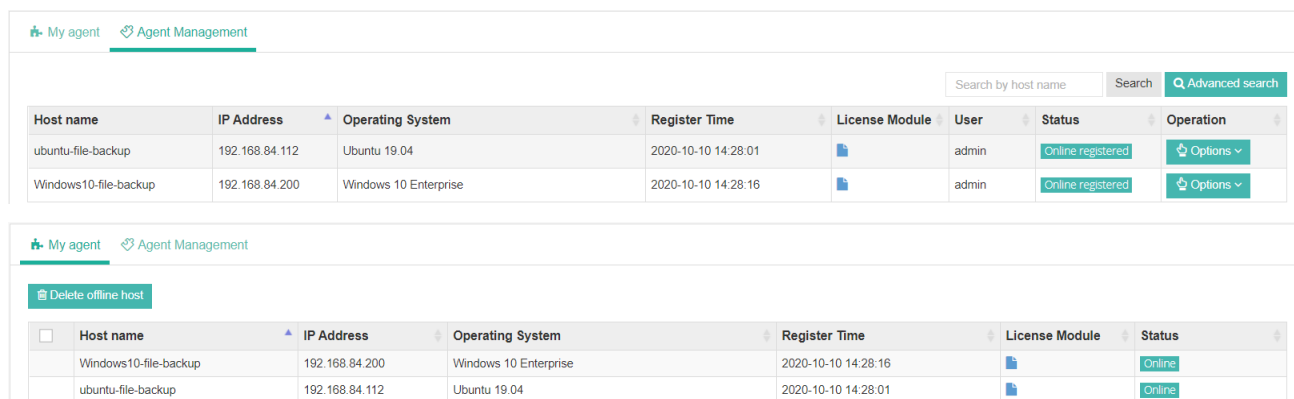 My agent Agent Management
Search by host name Search Advanced search
Host name IP Address Operating System Register Time License Module User Status Operation
ubuntu-file-backup 192.168.84.112 Ubuntu 19.04 2020-10-10 14:28:01 admin Online registered Options
Windows10-file-backup 192.168.84.200 Windows 10 Enterprise 2020-10-10 14:28:16 admin Online registered Options
My agent Agent Management
Delete offline host
Host name IP Address Operating System Register Time License Module Status
Windows10-file-backup 192.168.84.200 Windows 10 Enterprise 2020-10-10 14:28:16 Online
ubuntu-file-backup 192.168.84.112 Ubuntu 19.04 2020-10-10 14:28:01 Online